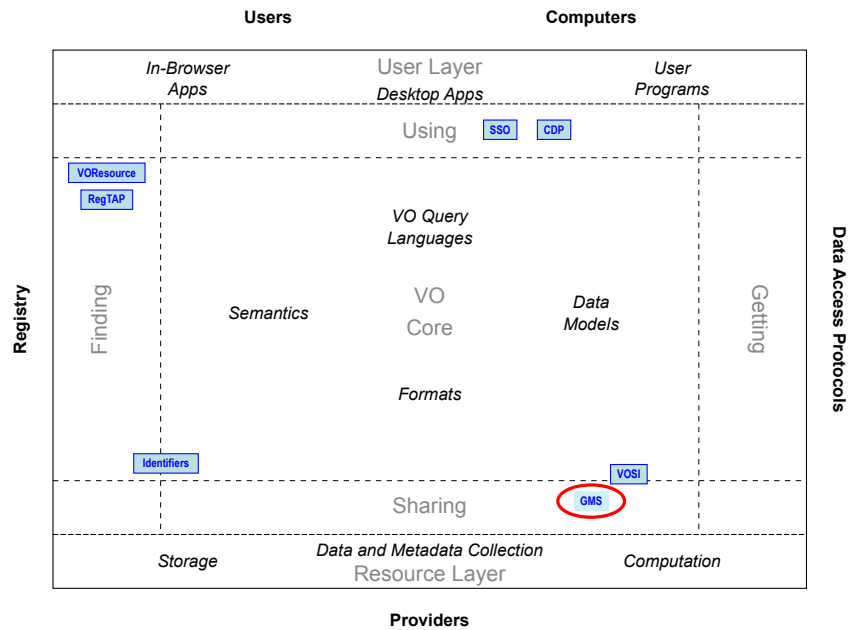 Users
Computers
In-Browser
Apps
User Layer
Desktop Apps
User
Programs
Using
SSO
CDP
VOResource
RegTAP
VO Query
Languages
Registry
Finding
Semantics
VO
Core
Data
Models
Getting
Data Access Protocols
Formats
Identifiers
VOSI
Sharing
GMS
Storage
Data and Metadata Collection
Resource Layer
Computation
Providers